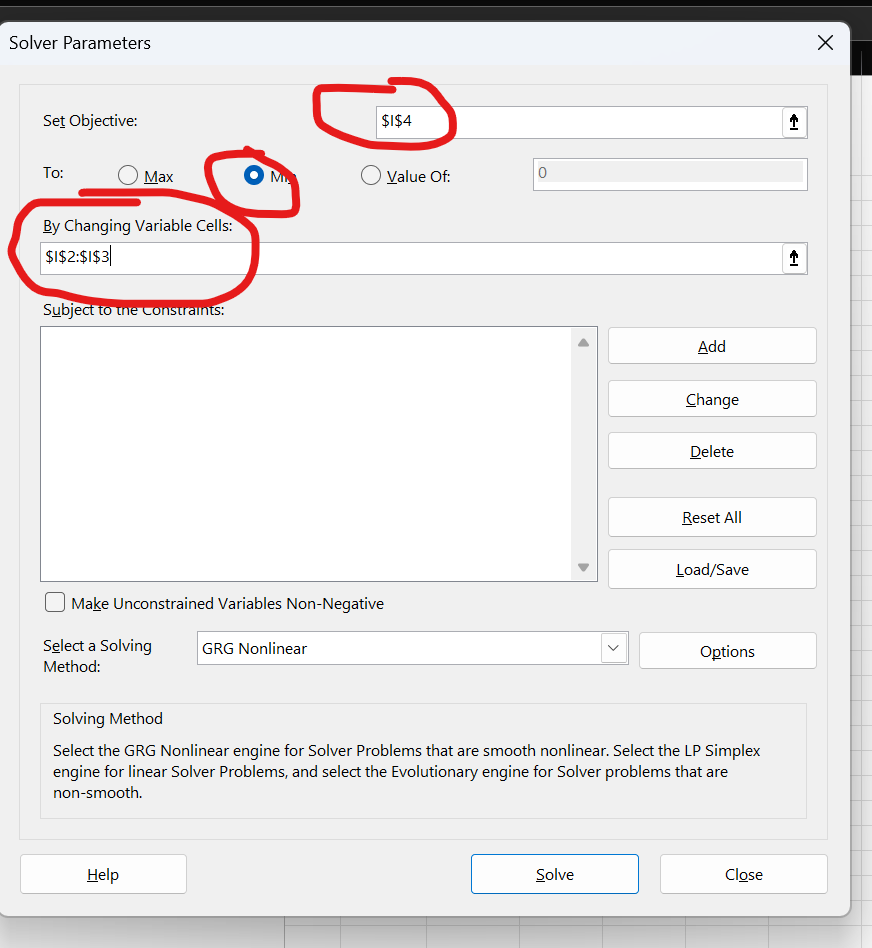 Solver Parameters
Set Objective:
$I$4
To:
Max
Min
Value Of:
0
By Changing Variable Cells:
$I$2:$I$3
Subject to the Constraints:
Add
Change
Delete
Reset All
Load/Save
Make Unconstrained Variables Non-Negative
Select a Solving
Method:
GRG Nonlinear
Options
Solving Method
Select the GRG Nonlinear engine for Solver Problems that are smooth nonlinear. Select the LP Simplex
engine for linear Solver Problems, and select the Evolutionary engine for Solver problems that are
non-smooth.
Help
Solve
Close